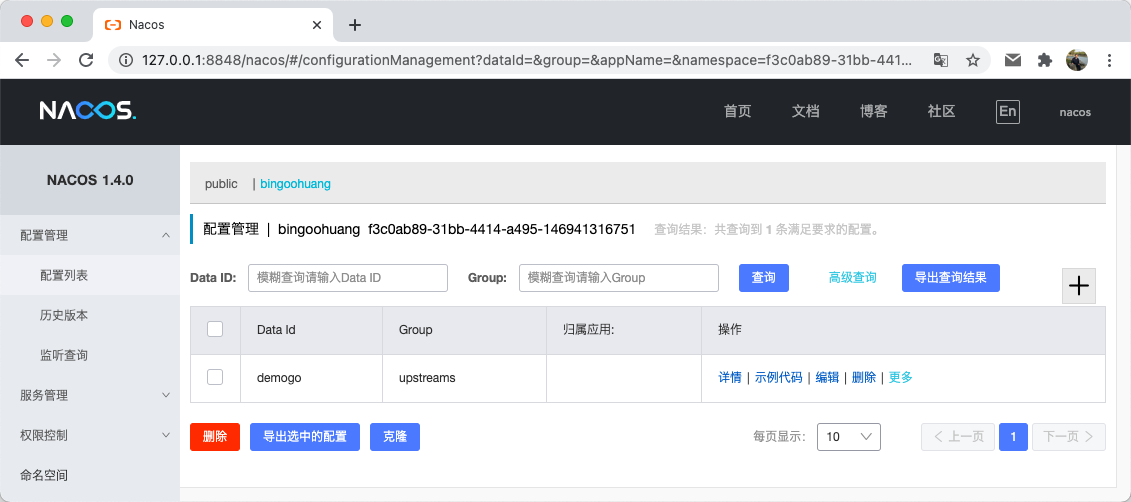 Nacos
127.0.0.1:8848/nacos/#/configurationManagement?dataId=&group=&appName=&namespace=f3c0ab89-31bb-441...
NACOS.
首页 文档 博客 社区 En nacos
NACOS 1.4.0
配置管理
配置列表
历史版本
监听查询
服务管理
权限控制
命名空间
public | bingoohuang
配置管理 | bingoohuang f3c0ab89-31bb-4414-a495-146941316751 查询结果：共查询到 1 条满足要求的配置。
Data ID: 模糊查询请输入Data ID Group: 模糊查询请输入Group 查询 高级查询 导出查询结果
Data Id Group 归属应用: 操作
demogo upstreams 详情 | 示例代码 | 编辑 | 删除 | 更多
删除 导出选中的配置 克隆 每页显示： 10 上一页 1 下一页